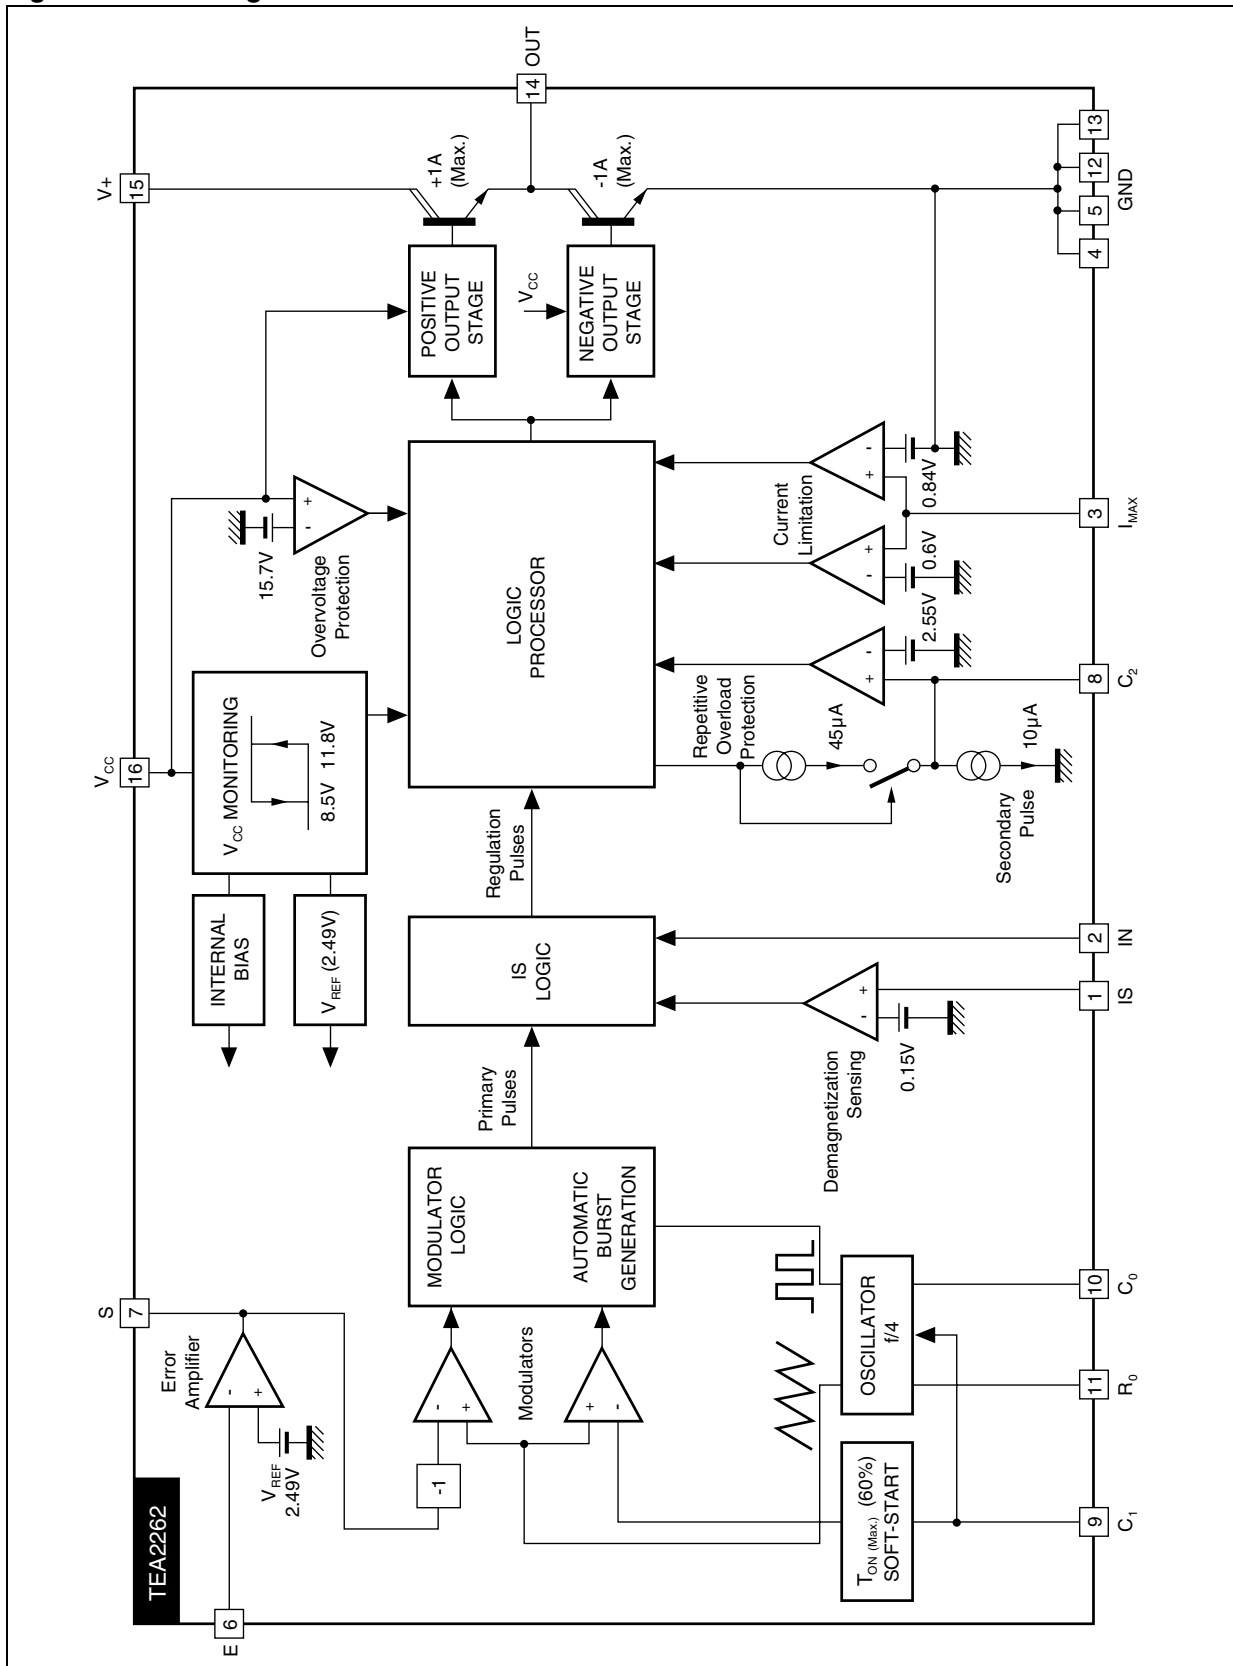 TEA2262
E
6
V REF
2.49V
-
+
Error
Amplifier
S
7
-1
-
+
Modulators
+
-
MODULATOR
LOGIC
AUTOMATIC
BURST
GENERATION
TON (Max.) (60%)
SOFT-START
OSCILLATOR
f/4
9
C1
11
R0
10
C0
Primary
Pulses
Demagnetization
Sensing
0.15V
-
+
1
IS
2
IN
IS
LOGIC
Regulation
Pulses
INTERNAL
BIAS
VREF (2.49V)
VCC MONITORING
8.5V 11.8V
VCC
16
Overvoltage
Protection
15.7V
-
+
LOGIC
PROCESSOR
Repetitive
Overload
Protection
45µA
10µA
Secondary
Pulse
+
-
2.55V
8
C2
Current
Limitation
-
+
0.6V
+
-
0.84V
3
IMAX
POSITIVE
OUTPUT
STAGE
VCC
NEGATIVE
OUTPUT
STAGE
+1A
(Max.)
-1A
(Max.)
V+
15
14
OUT
4
5
12
13
GND